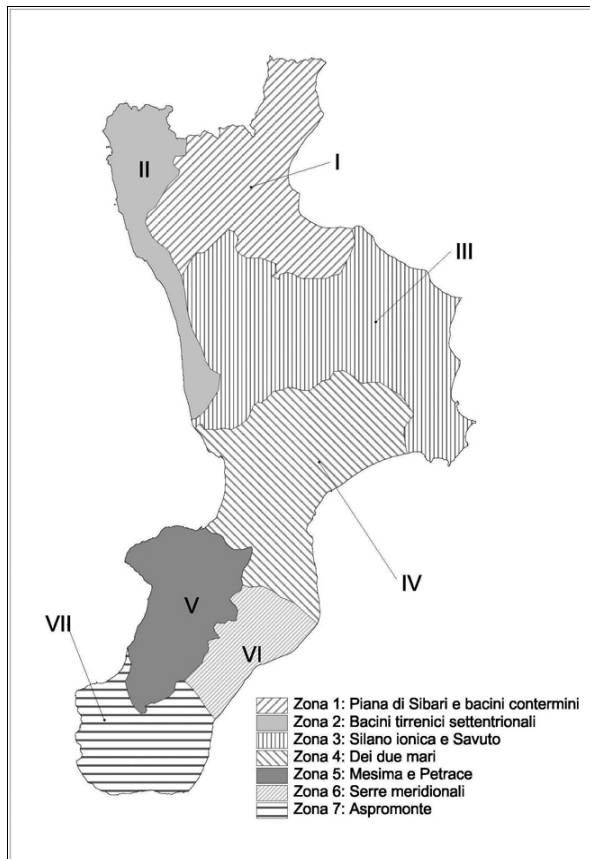 II
I
III
IV
V
VII
VI
Zona 1: Piana di Sibari e bacini contermini
Zona 2: Bacini tirrenici settentrionali
Zona 3: Silano ionica e Savuto
Zona 4: Dei due mari
Zona 5: Mesima e Petrace
Zona 6: Serre meridionali
Zona 7: Aspromonte